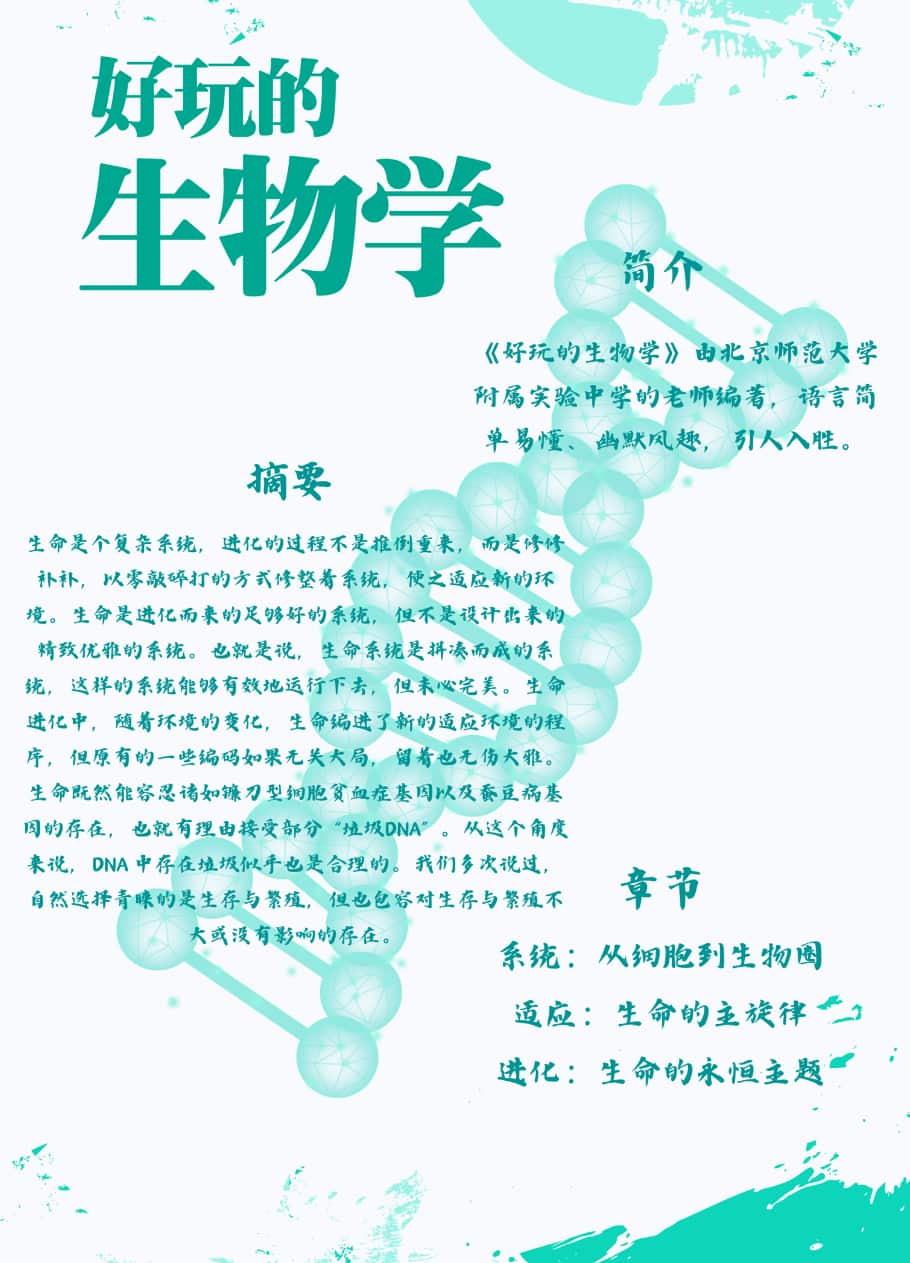 好玩的
生物学
简介
《好玩的生物学》由北京师范大学
附属实验中学的老师编著，语言简
单易懂、幽默风趣，引人入胜。
摘要
生命是个复杂系统，进化的过程不是推倒重来，而是修修
补补，以零敲碎打的方式修整着系统，使之适应新的环
境。生命是进化而来的足够好的系统，但不是设计出来的
精致优雅的系统。也就是说，生命系统是拼凑而成的系
统，这样的系统能够有效地运行下去，但未必完美。生命
进化中，随着环境的变化，生命编进了新的适应环境的程
序，但原有的一些编码如果无关大局，留着也无伤大雅。
生命既然能容忍诸如镰刀型细胞贫血症基因以及蚕豆病基
因的存在，也就有理由接受部分“垃圾DNA”。从这个角度
来说，DNA 中存在垃圾似乎也是合理的。我们多次说过，
自然选择青睐的是生存与繁殖，但也包容对生存与繁殖不
大或没有影响的存在。
章节
系统：从细胞到生物圈
适应：生命的主旋律
进化：生命的永恒主题